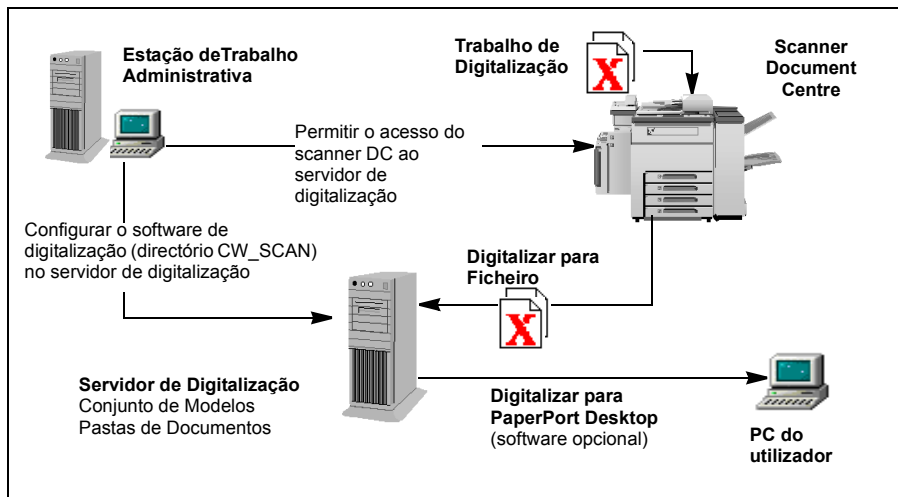 Estação deTrabalho
Administrativa
Trabalho de
Digitalização
X
Scanner
Document
Centre
Permitir o acesso do
scanner DC ao
servidor de
digitalização
Configurar o software de
digitalização (directório CW_SCAN)
no servidor de digitalização
Digitalizar para
Ficheiro
X
Servidor de Digitalização
Conjunto de Modelos
Pastas de Documentos
Digitalizar para
PaperPort Desktop
(software opcional)
PC do
utilizador